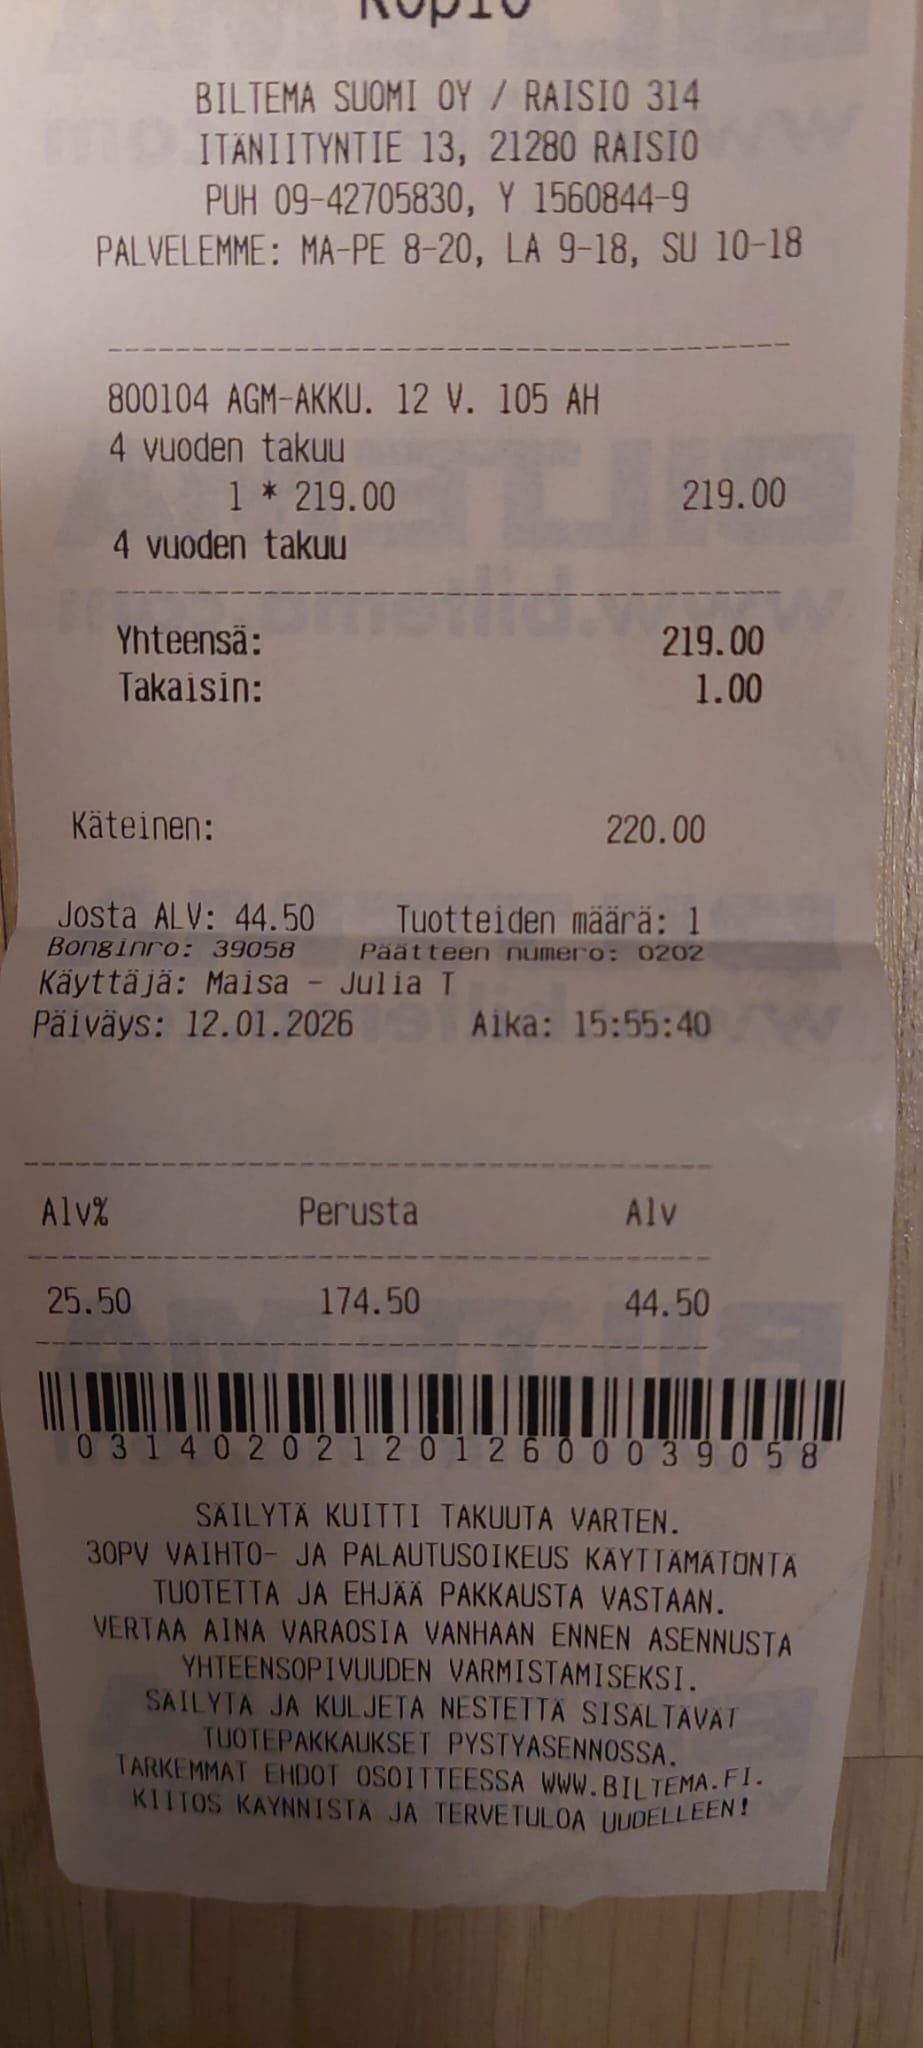 Kopio
BILTEMA SUOMI OY / RAISIO 314
ITÄNIITYNTIE 13, 21280 RAISIO
PUH 09-42705830, Y 1560844-9
PALVELEMME: MA-PE 8-20, LA 9-18, SU 10-18
800104 AGM-AKKU. 12 V. 105 AH
4 vuoden takuu
1 * 219.00 219.00
4 vuoden takuu
Yhteensä: 219.00
Takaisin: 1.00
Käteinen: 220.00
Josta ALV: 44.50 Tuotteiden määrä: 1
Bonginro: 39058 Päätteen numero: 0202
Käyttäjä: Maisa - Julia T
Päiväys: 12.01.2026 Aika: 15:55:40
Alv% Perusta Alv
25.50 174.50 44.50
0314020212012600039058
SÄILYTÄ KUITTI TAKUUTA VARTEN.
30PV VAIHTO- JA PALAUTUSOIKEUS KÄYTTÄMÄTÖNTÄ
TUOTETTA JA EHJÄÄ PAKKAUSTA VASTAAN.
VERTAA AINA VARAOSIA VANHAAN ENNEN ASENNUSTA
YHTEENSOPIVUUDEN VARMISTAMISEKSI.
SÄILYTÄ JA KULJETA NESTETTÄ SISÄLTÄVÄT
TUOTEPAKKAUKSET PYSTYASENNOSSA.
TARKEMMAT EHDOT OSOITTEESSA WWW.BILTEMA.FI.
KIITOS KÄYNNISTÄ JA TERVETULOA UUDELLEEN!